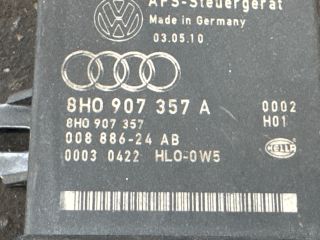 AFS-Steuergerät
Made in Germany
03.05.10
8H0 907 357 A 0002
8H0 907 357 H01
008 886-24 AB
0003 0422 HLO-0W5
HELLA